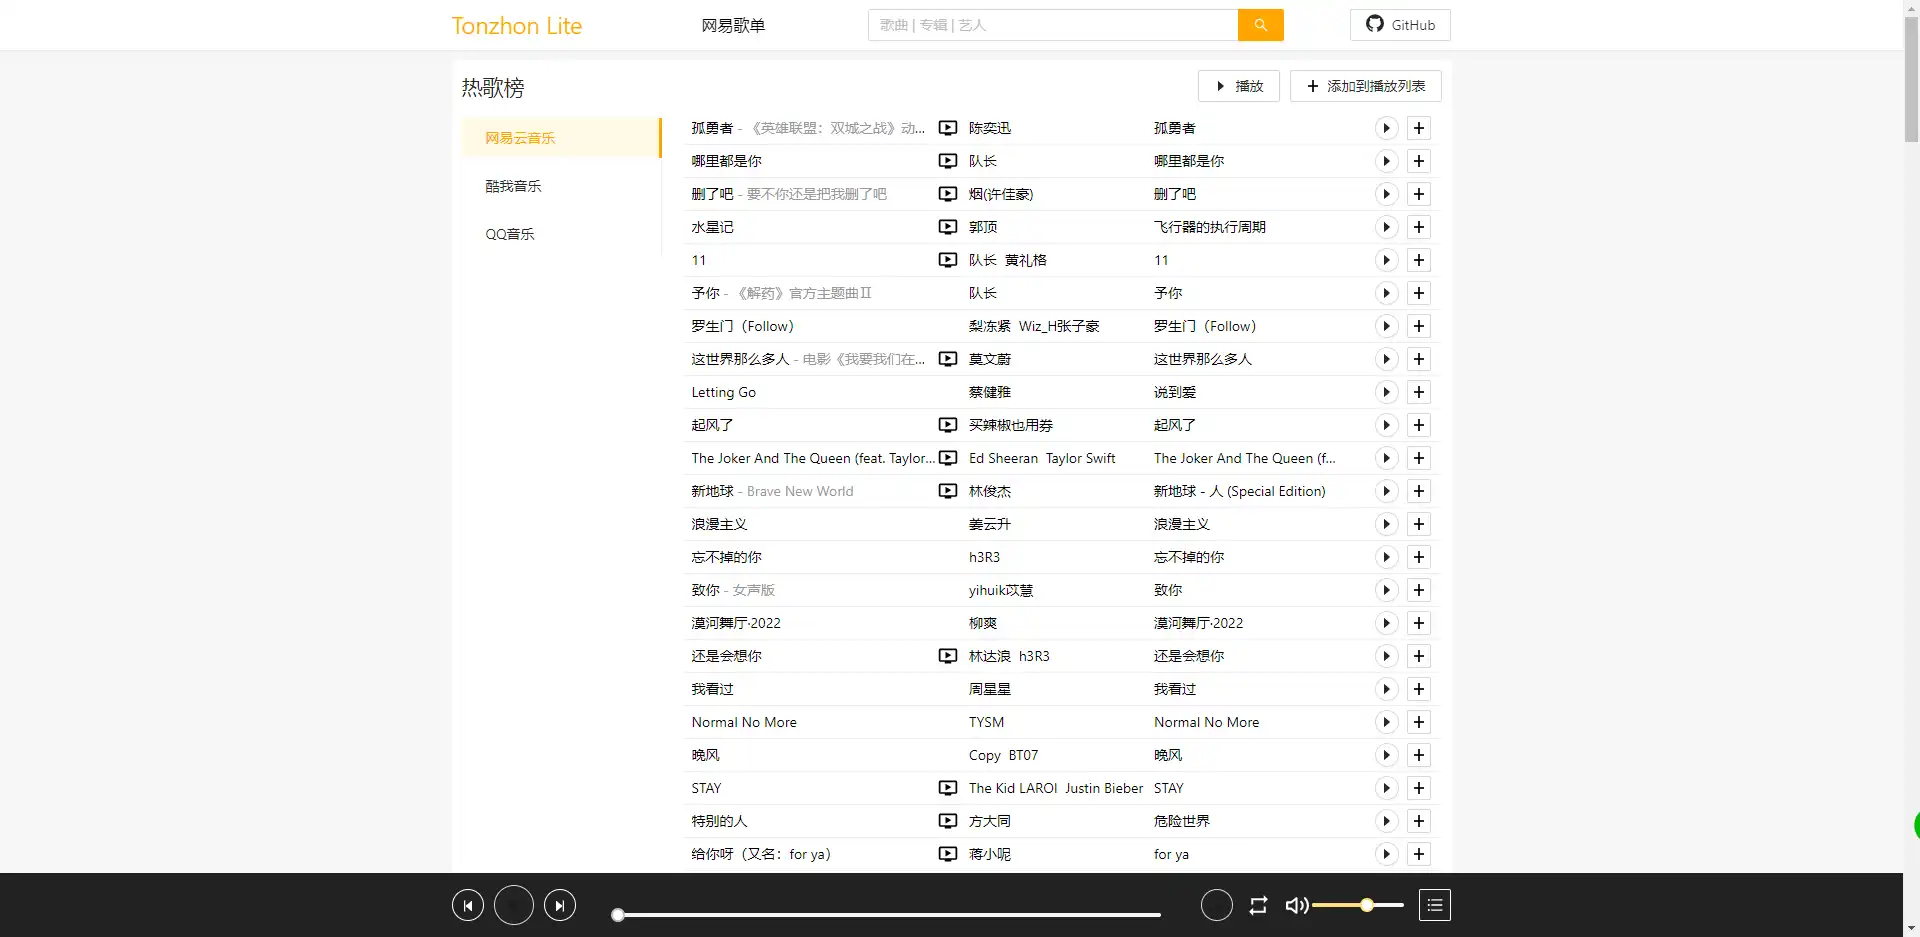 Tonzhon Lite 网易歌单 歌曲 | 专辑 | 艺人 GitHub
热歌榜 播放 添加到播放列表
网易云音乐
酷我音乐
QQ音乐
孤勇者 - 《英雄联盟：双城之战》动... 陈奕迅 孤勇者
哪里都是你 队长 哪里都是你
删了吧 - 要不你还是把我删了吧 烟(许佳豪) 删了吧
水星记 郭顶 飞行器的执行周期
11 队长 黄礼格 11
予你 - 《解药》官方主题曲Ⅱ 队长 予你
罗生门（Follow） 梨冻紧 Wiz_H张子豪 罗生门（Follow）
这世界那么多人 - 电影《我要我们在... 莫文蔚 这世界那么多人
Letting Go 蔡健雅 说到爱
起风了 买辣椒也用券 起风了
The Joker And The Queen (feat. Taylor... Ed Sheeran Taylor Swift The Joker And The Queen (f...
新地球 - Brave New World 林俊杰 新地球 - 人 (Special Edition)
浪漫主义 姜云升 浪漫主义
忘不掉的你 h3R3 忘不掉的你
致你 - 女声版 yihuik苡慧 致你
漠河舞厅·2022 柳爽 漠河舞厅·2022
还是会想你 林达浪 h3R3 还是会想你
我看过 周星星 我看过
Normal No More TYSM Normal No More
晚风 Copy BT07 晚风
STAY The Kid LAROI Justin Bieber STAY
特别的人 方大同 危险世界
给你呀（又名：for ya） 蒋小呢 for ya